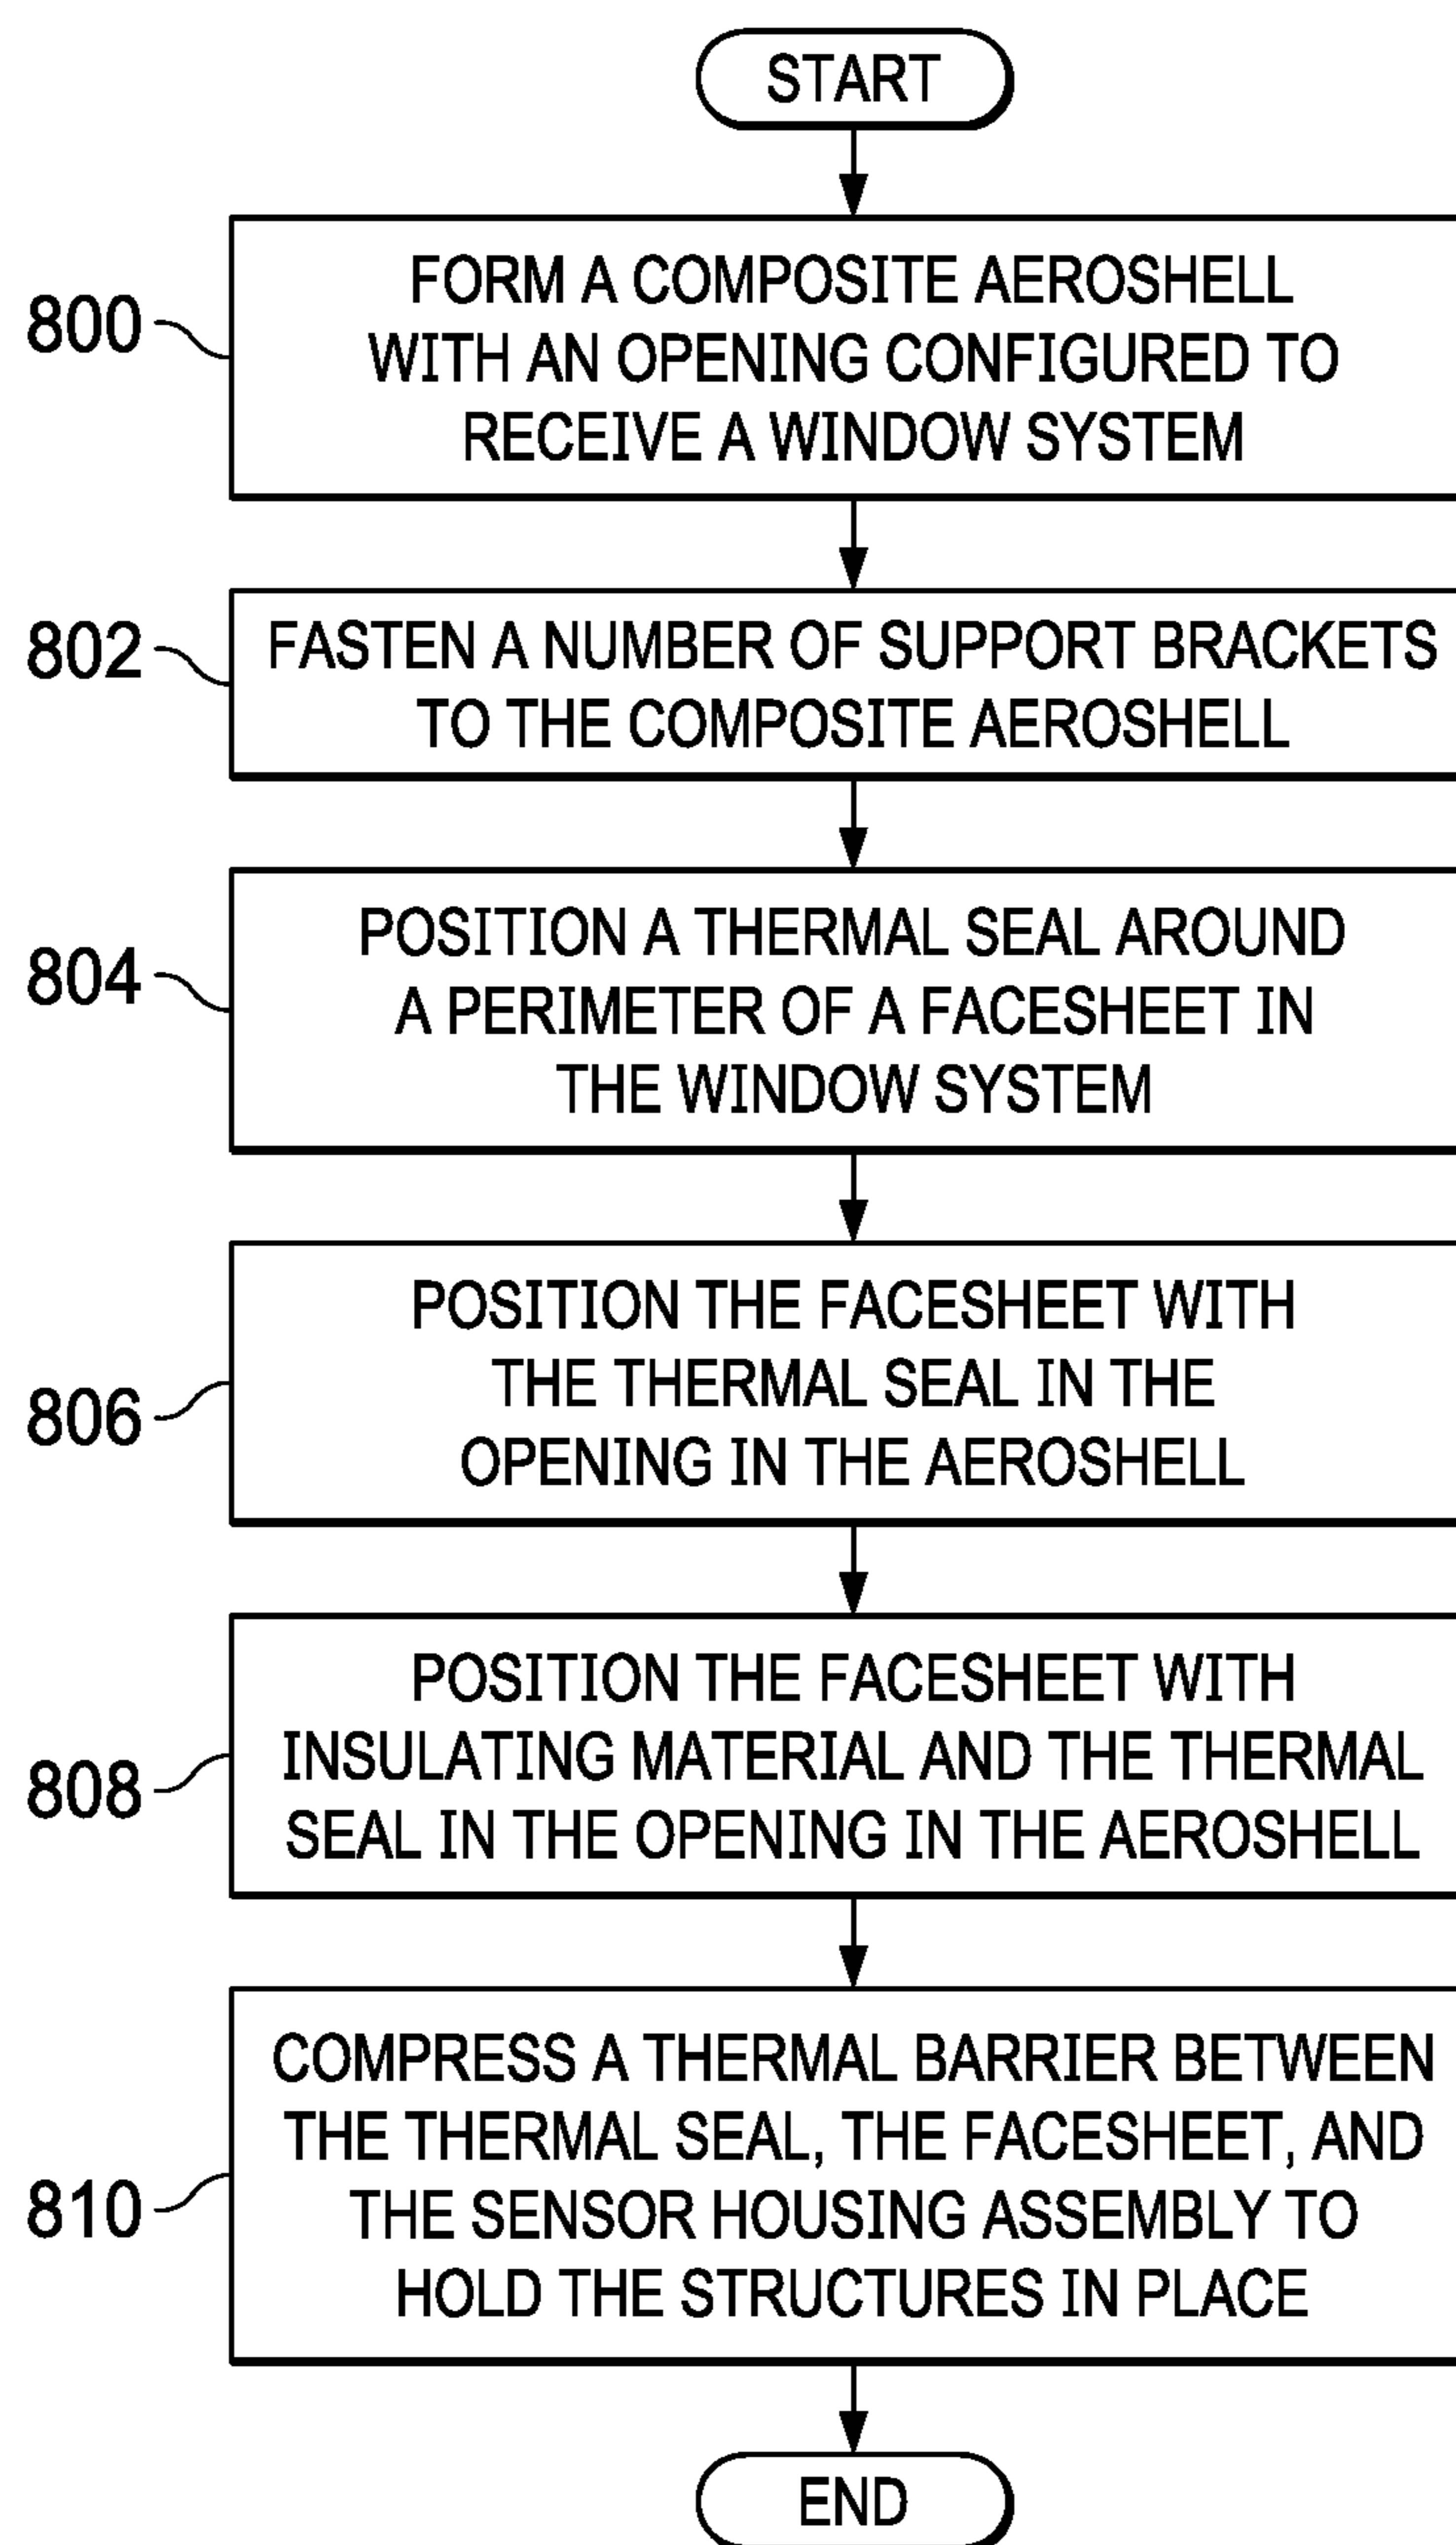 START
800
FORM A COMPOSITE AEROSHELL
WITH AN OPENING CONFIGURED TO
RECEIVE A WINDOW SYSTEM
802
FASTEN A NUMBER OF SUPPORT BRACKETS
TO THE COMPOSITE AEROSHELL
804
POSITION A THERMAL SEAL AROUND
A PERIMETER OF A FACESHEET IN
THE WINDOW SYSTEM
806
POSITION THE FACESHEET WITH
THE THERMAL SEAL IN THE
OPENING IN THE AEROSHELL
808
POSITION THE FACESHEET WITH
INSULATING MATERIAL AND THE THERMAL
SEAL IN THE OPENING IN THE AEROSHELL
810
COMPRESS A THERMAL BARRIER BETWEEN
THE THERMAL SEAL, THE FACESHEET, AND
THE SENSOR HOUSING ASSEMBLY TO
HOLD THE STRUCTURES IN PLACE
END